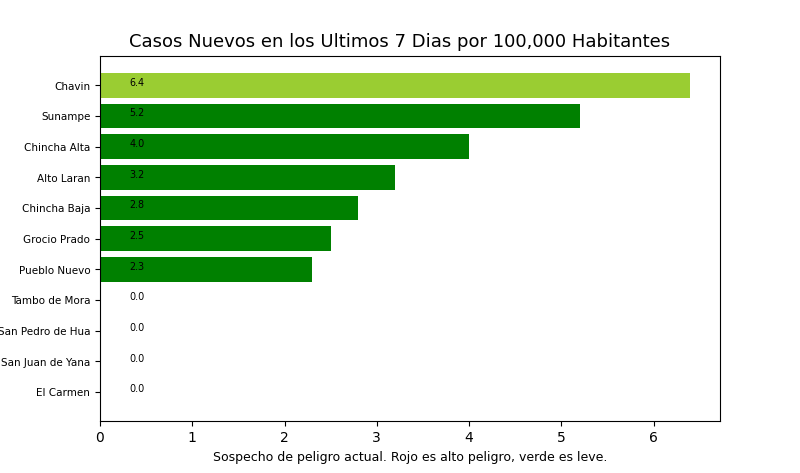 Casos Nuevos en los Ultimos 7 Dias por 100,000 Habitantes
Chavin 6.4
Sunampe 5.2
Chincha Alta 4.0
Alto Laran 3.2
Chincha Baja 2.8
Grocio Prado 2.5
Pueblo Nuevo 2.3
Tambo de Mora 0.0
San Pedro de Hua 0.0
San Juan de Yana 0.0
El Carmen 0.0
0 1 2 3 4 5 6
Sospecho de peligro actual. Rojo es alto peligro, verde es leve.